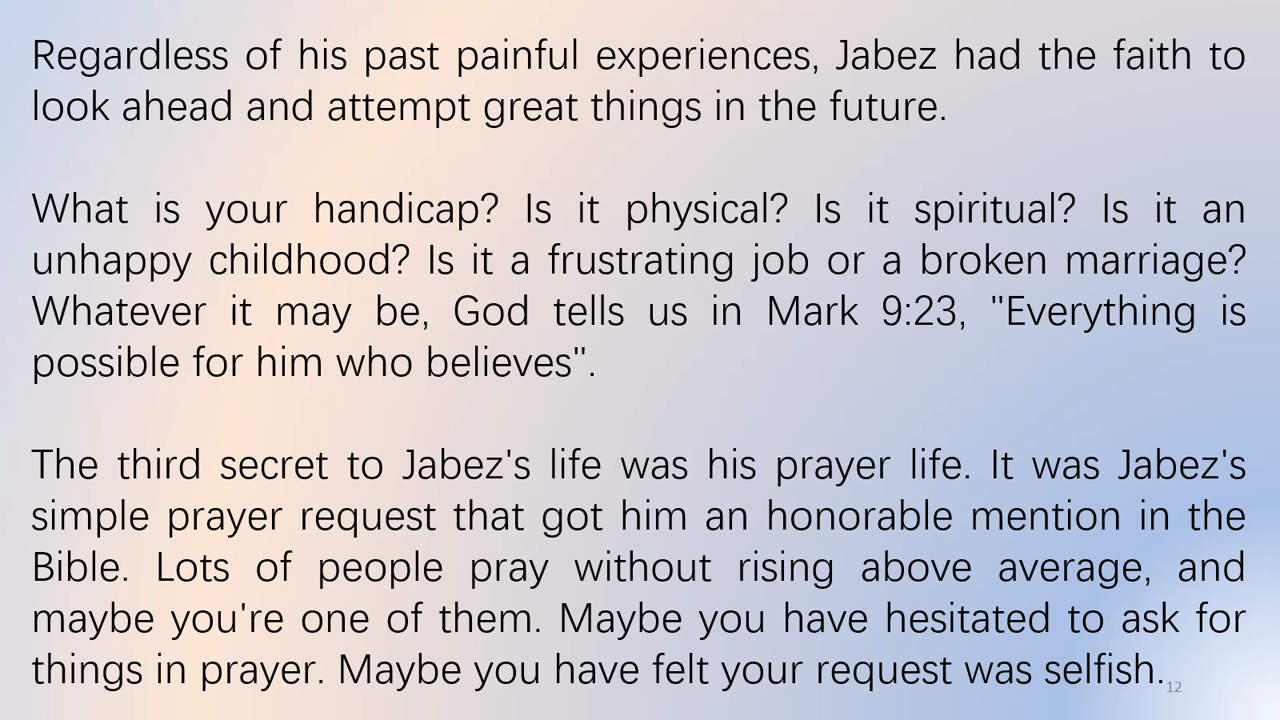 Regardless of his past painful experiences, Jabez had the faith to
look ahead and attempt great things in the future.
What is your handicap? Is it physical? Is it spiritual? Is it an
unhappy childhood? Is it a frustrating job or a broken marriage?
Whatever it may be, God tells us in Mark 9:23, "Everything is
possible for him who believes".
The third secret to Jabez's life was his prayer life. It was Jabez's
simple prayer request that got him an honorable mention in the
Bible. Lots of people pray without rising above average, and
maybe you're one of them. Maybe you have hesitated to ask for
things in prayer. Maybe you have felt your request was selfish.
12